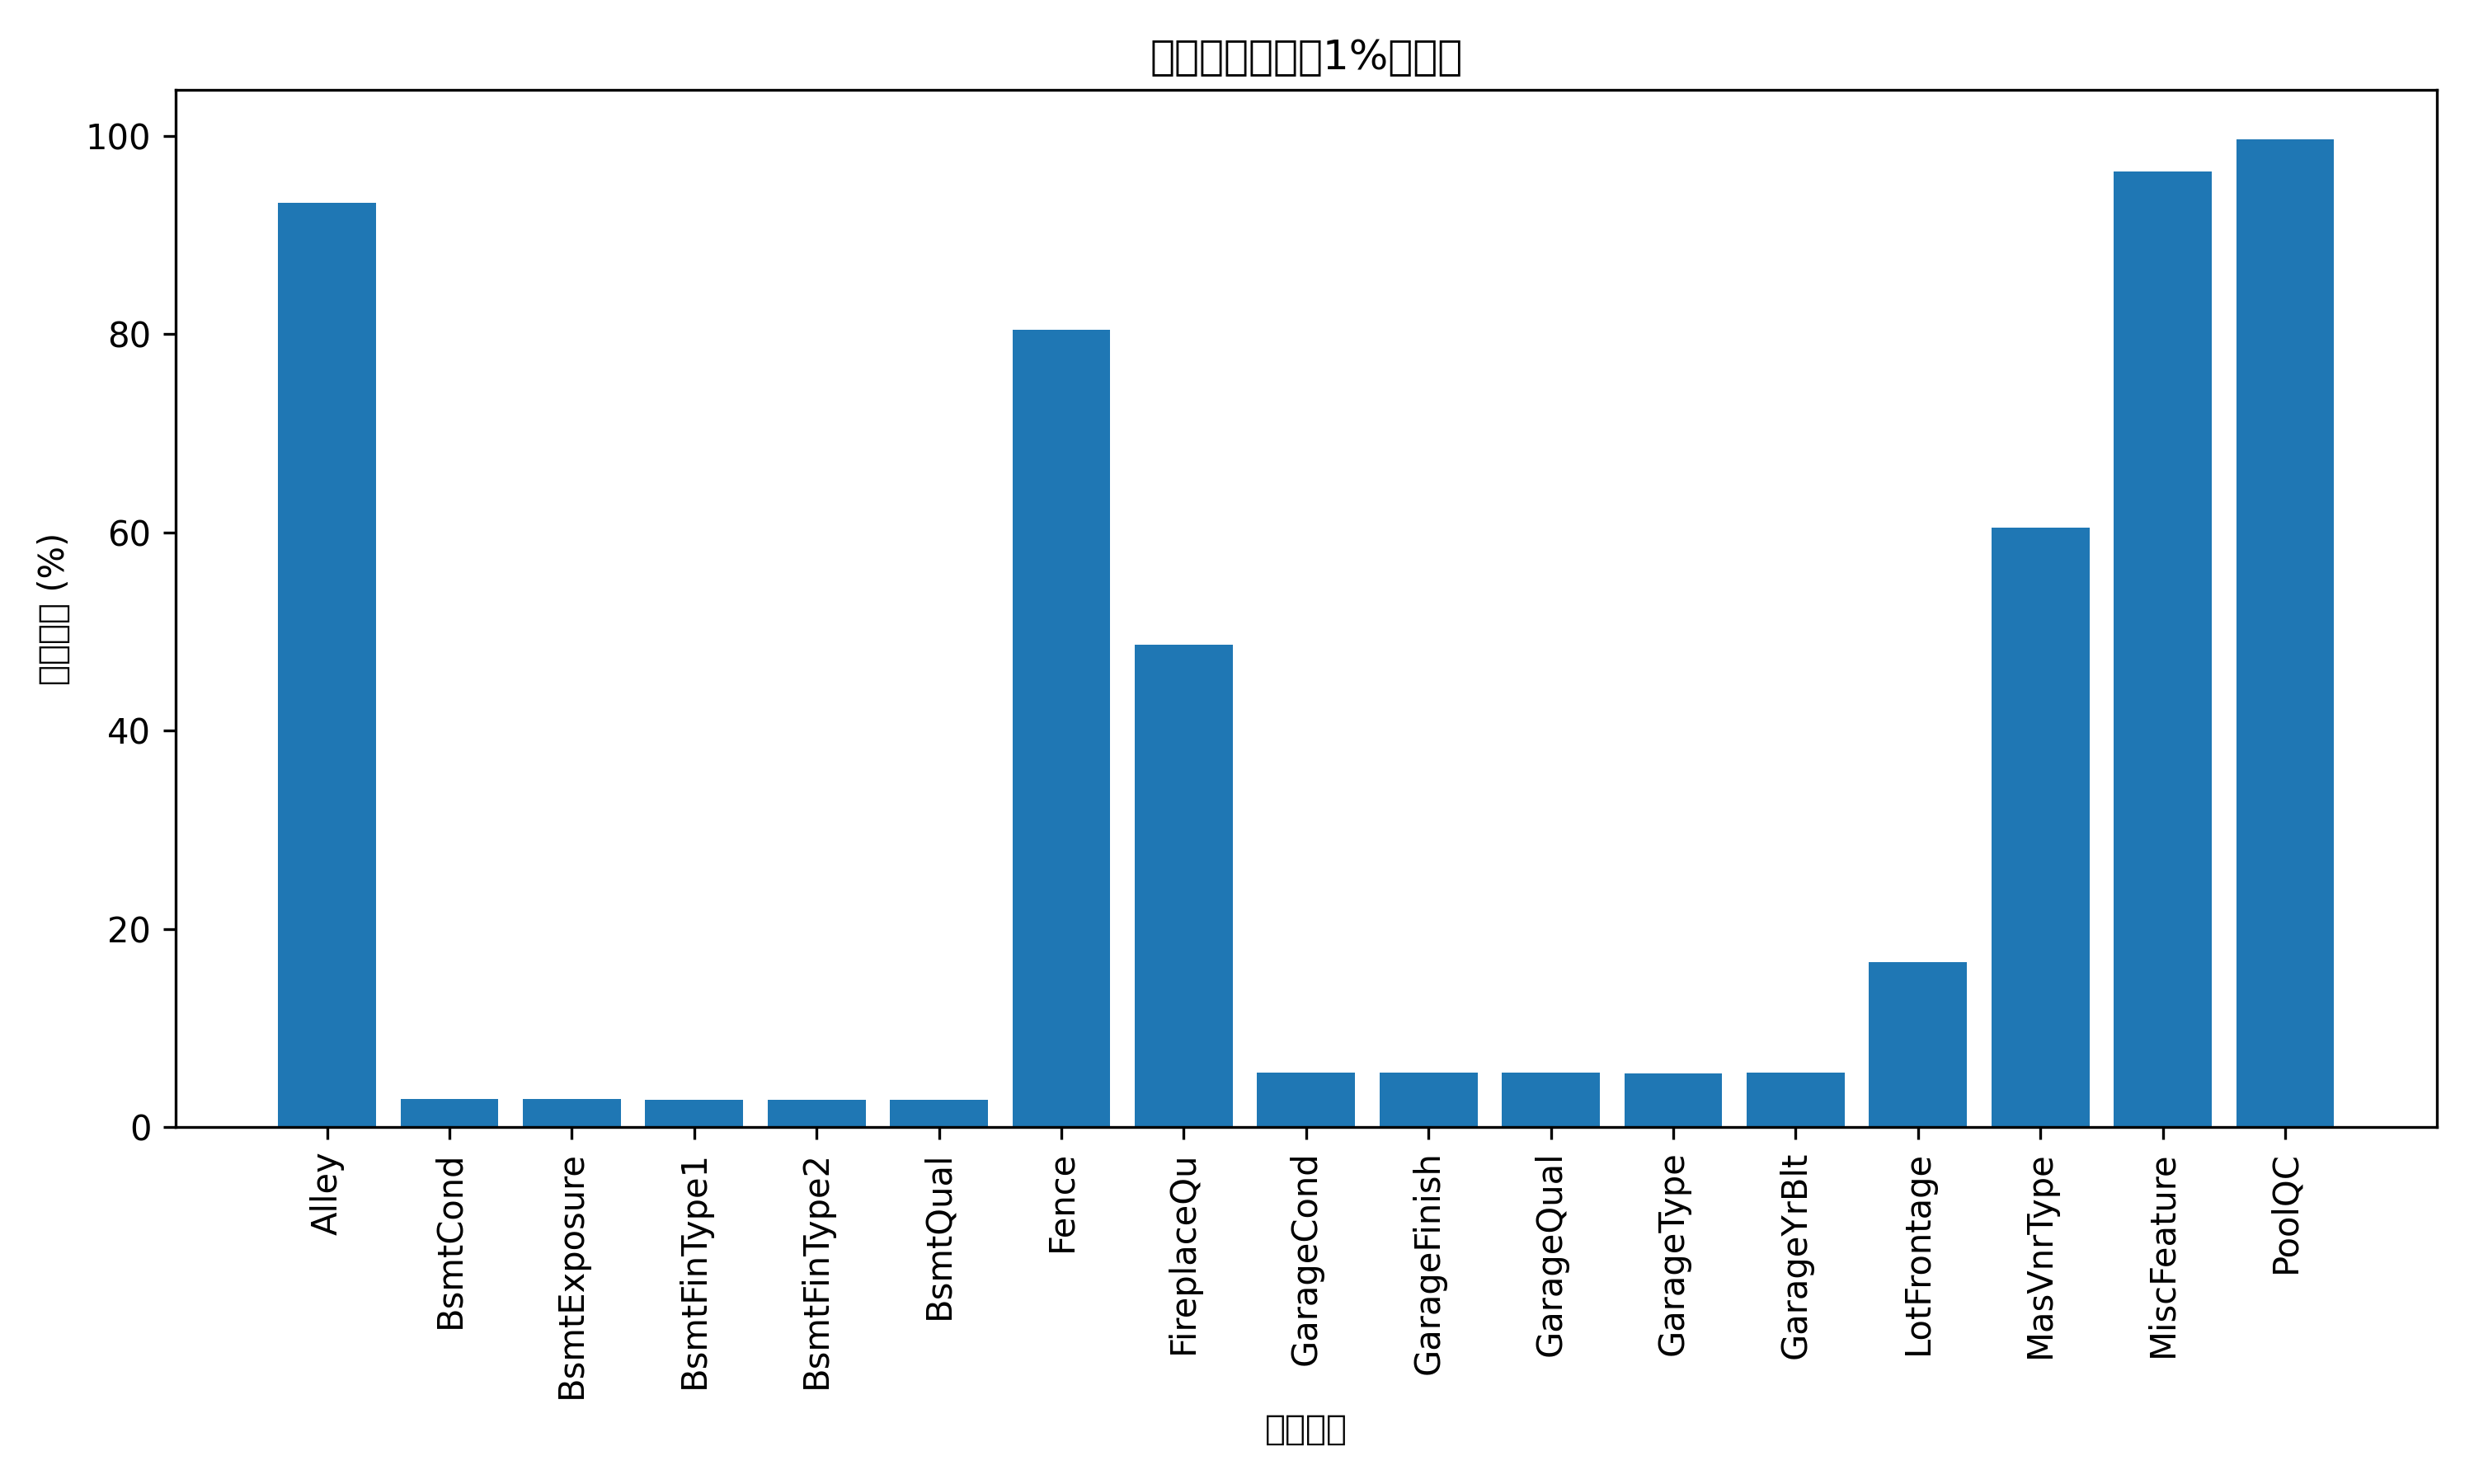 1%
100
80
60
40
20
0
(%)
Alley
BsmtCond
BsmtExposure
BsmtFinType1
BsmtFinType2
BsmtQual
Fence
FireplaceQu
GarageCond
GarageFinish
GarageQual
GarageType
GarageYrBlt
LotFrontage
MasVnrType
MiscFeature
PoolQC